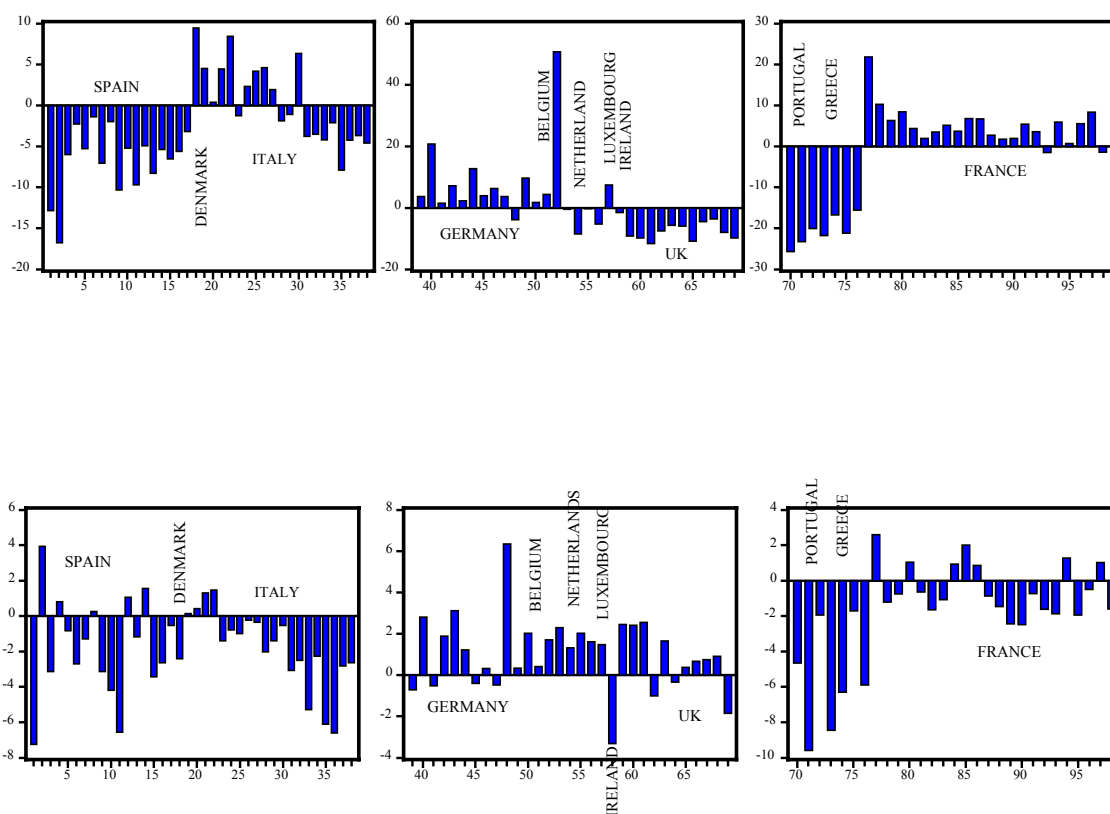 10
5
0
-5
-10
-15
-20
SPAIN
DENMARK
ITALY
5 10 15 20 25 30 35
60
40
20
0
-20
GERMANY
BELGIUM
NETHERLAND
LUXEMBOURG
IRELAND
UK
40 45 50 55 60 65
30
20
10
0
-10
-20
-30
PORTUGAL
GREECE
FRANCE
70 75 80 85 90 95
6
4
2
0
-2
-4
-6
-8
SPAIN
DENMARK
ITALY
5 10 15 20 25 30 35
8
6
4
2
0
-2
-4
GERMANY
BELGIUM
NETHERLANDS
LUXEMBOURG
IRELAND
UK
40 45 50 55 60 65
4
2
0
-2
-4
-6
-8
-10
PORTUGAL
GREECE
FRANCE
70 75 80 85 90 95